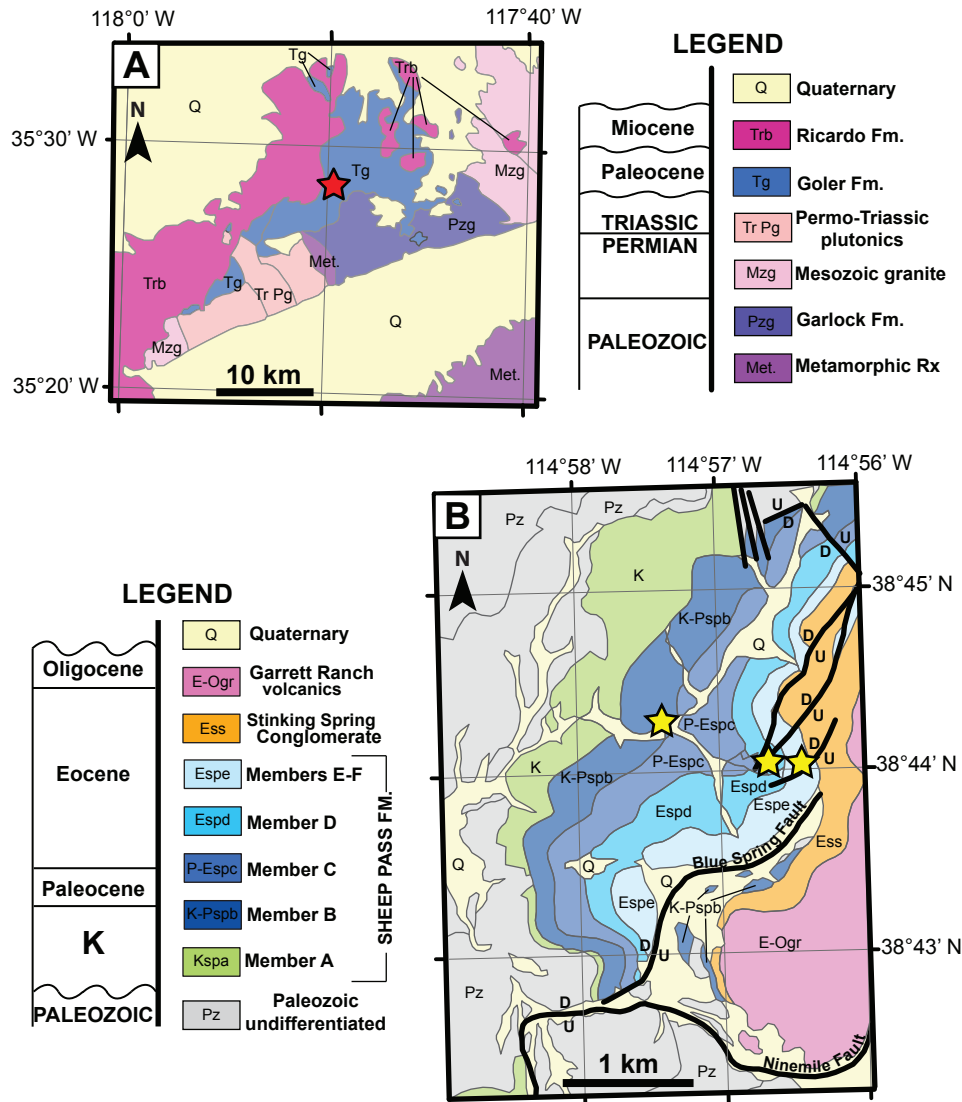 118°0' W
117°40' W
A
N
Q
Tg
Trb
35°30' W
Tg
Mzg
Pzg
Met.
Trb
Tg
Tr Pg
Q
Mzg
35°20' W
10 km
Met.
LEGEND
Miocene
Paleocene
TRIASSIC
PERMIAN
PALEOZOIC
Q Quaternary
Trb Ricardo Fm.
Tg Goler Fm.
Tr Pg Permo-Triassic
plutonics
Mzg Mesozoic granite
Pzg Garlock Fm.
Met. Metamorphic Rx
LEGEND
Oligocene
Eocene
Paleocene
K
PALEOZOIC
Q Quaternary
E-Ogr Garrett Ranch
volcanics
Ess Stinking Spring
Conglomerate
Espe Members E-F
Espd Member D
P-Espc Member C
K-Pspb Member B
Kspa Member A
Pz Paleozoic
undifferentiated
SHEEP PASS FM.
114°58' W
114°57' W
114°56' W
B
N
Pz
Pz
U
D
U
D
K
38°45' N
K-Pspb
Q
D
U
Pz
P-Espc
D
U
D
U
K
K-Pspb
P-Espc
38°44' N
Espd
Espe
Espd
Blue Spring Fault
Ess
Q
Q
Q
Espe
K-Pspb
E-Ogr
D
U
38°43' N
Pz
D
U
Pz
Ninemile Fault
1 km